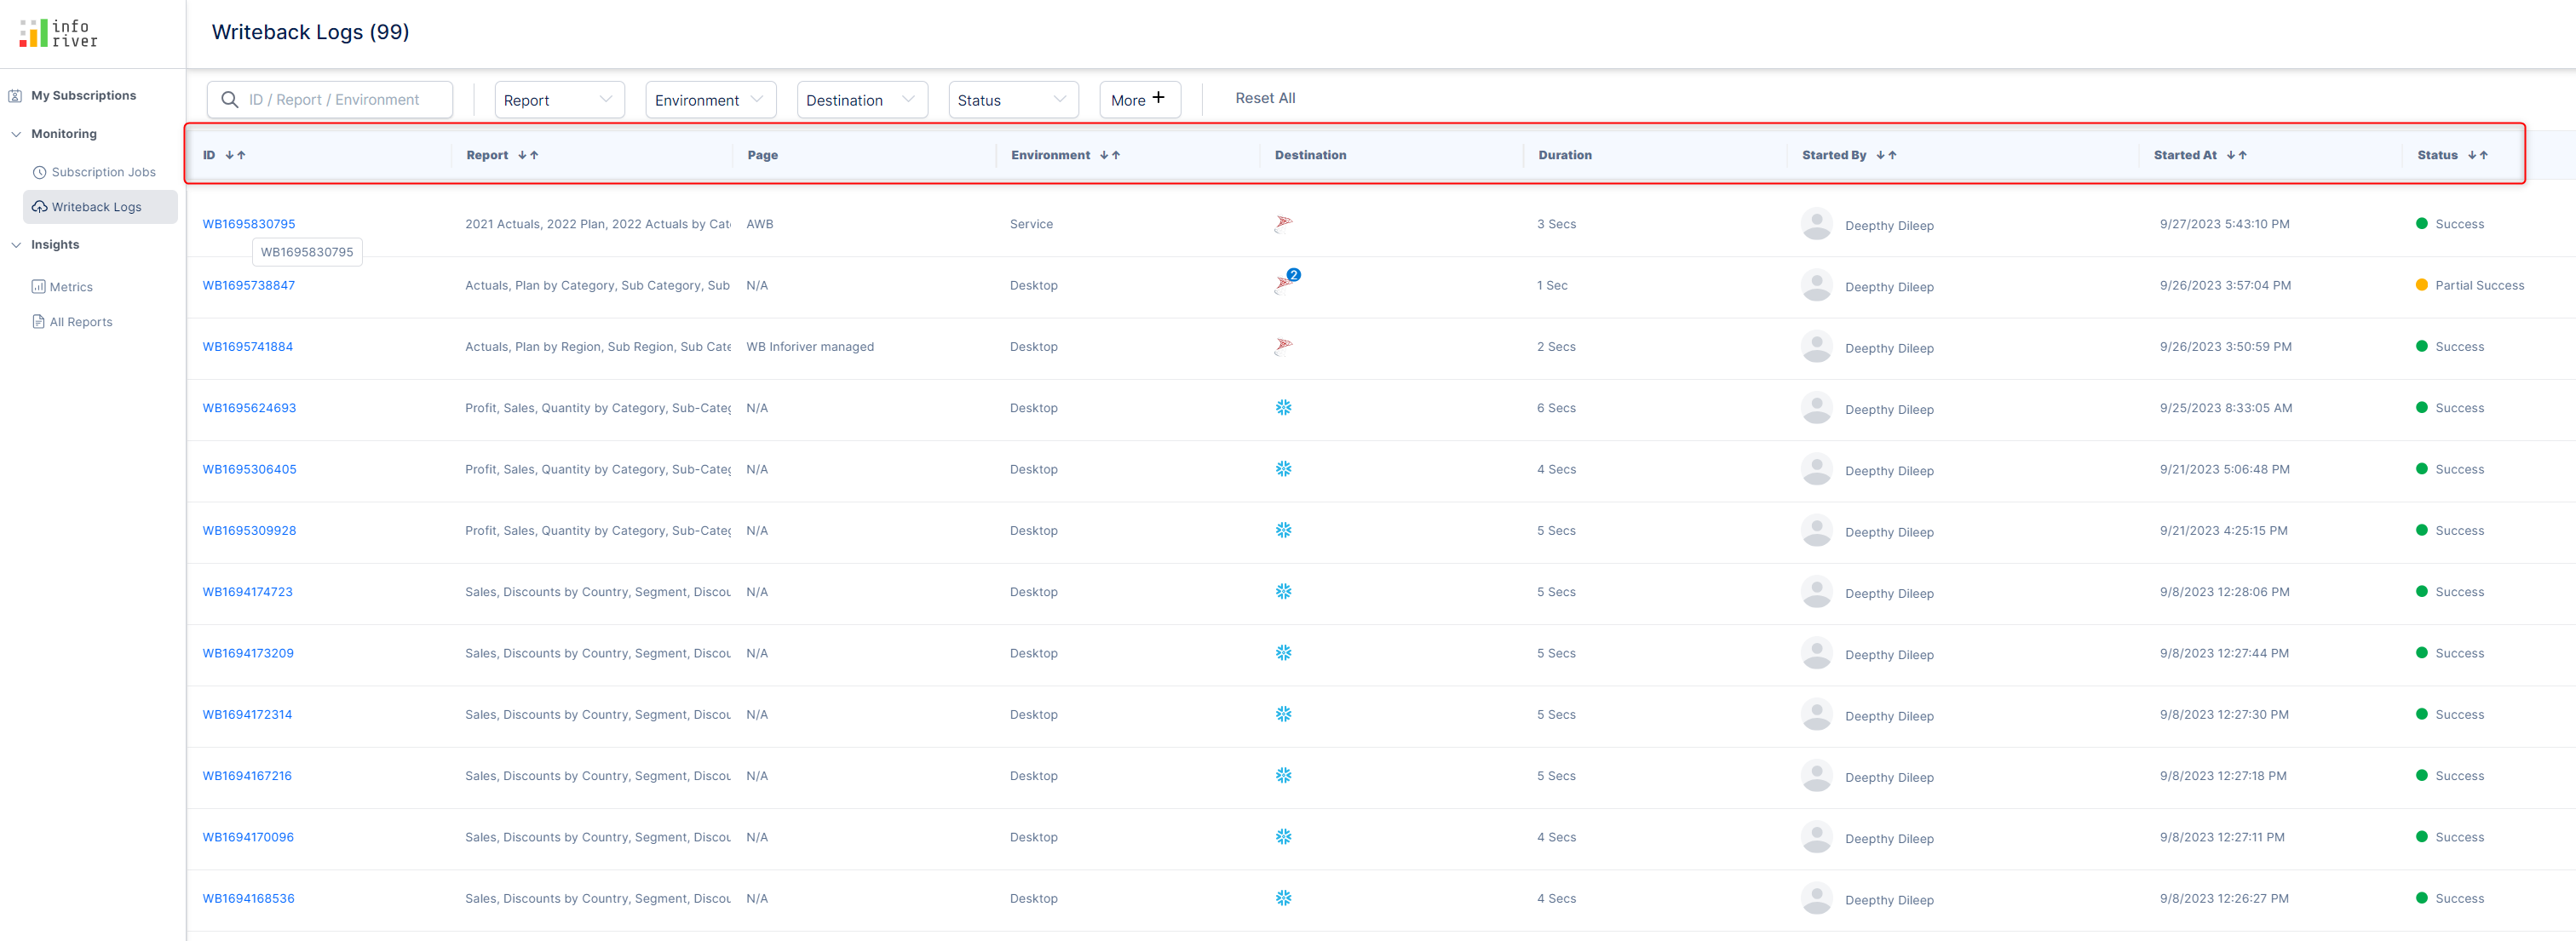 info
river
Writeback Logs (99)
My Subscriptions
Monitoring
Subscription Jobs
Writeback Logs
Insights
Metrics
All Reports
ID / Report / Environment Report Environment Destination Status More + Reset All
ID Report Page Environment Destination Duration Started By Started At Status
WB1695830795 2021 Actuals, 2022 Plan, 2022 Actuals by Cat AWB Service 3 Secs Deepthy Dileep 9/27/2023 5:43:10 PM Success
WB1695830795
WB1695738847 Actuals, Plan by Category, Sub Category, Sub N/A Desktop 2 1 Sec Deepthy Dileep 9/26/2023 3:57:04 PM Partial Success
WB1695741884 Actuals, Plan by Region, Sub Region, Sub Cate WB Inforiver managed Desktop 2 Secs Deepthy Dileep 9/26/2023 3:50:59 PM Success
WB1695624693 Profit, Sales, Quantity by Category, Sub-Categ N/A Desktop 6 Secs Deepthy Dileep 9/25/2023 8:33:05 AM Success
WB1695306405 Profit, Sales, Quantity by Category, Sub-Categ N/A Desktop 4 Secs Deepthy Dileep 9/21/2023 5:06:48 PM Success
WB1695309928 Profit, Sales, Quantity by Category, Sub-Categ N/A Desktop 5 Secs Deepthy Dileep 9/21/2023 4:25:15 PM Success
WB1694174723 Sales, Discounts by Country, Segment, Discou N/A Desktop 5 Secs Deepthy Dileep 9/8/2023 12:28:06 PM Success
WB1694173209 Sales, Discounts by Country, Segment, Discou N/A Desktop 5 Secs Deepthy Dileep 9/8/2023 12:27:44 PM Success
WB1694172314 Sales, Discounts by Country, Segment, Discou N/A Desktop 5 Secs Deepthy Dileep 9/8/2023 12:27:30 PM Success
WB1694167216 Sales, Discounts by Country, Segment, Discou N/A Desktop 5 Secs Deepthy Dileep 9/8/2023 12:27:18 PM Success
WB1694170096 Sales, Discounts by Country, Segment, Discou N/A Desktop 4 Secs Deepthy Dileep 9/8/2023 12:27:11 PM Success
WB1694168536 Sales, Discounts by Country, Segment, Discou N/A Desktop 4 Secs Deepthy Dileep 9/8/2023 12:26:27 PM Success